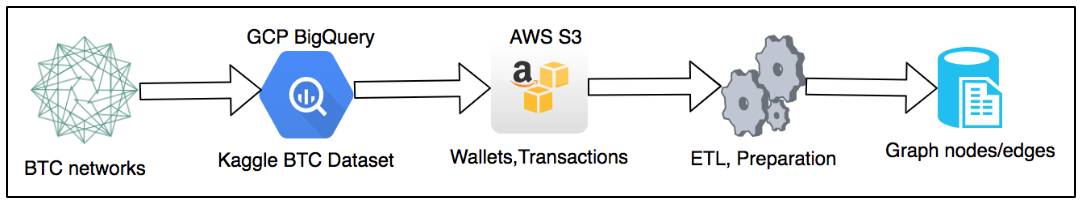 GCP BigQuery
AWS S3
a
BTC networks
Kaggle BTC Dataset
Wallets,Transactions
ETL, Preparation
Graph nodes/edges